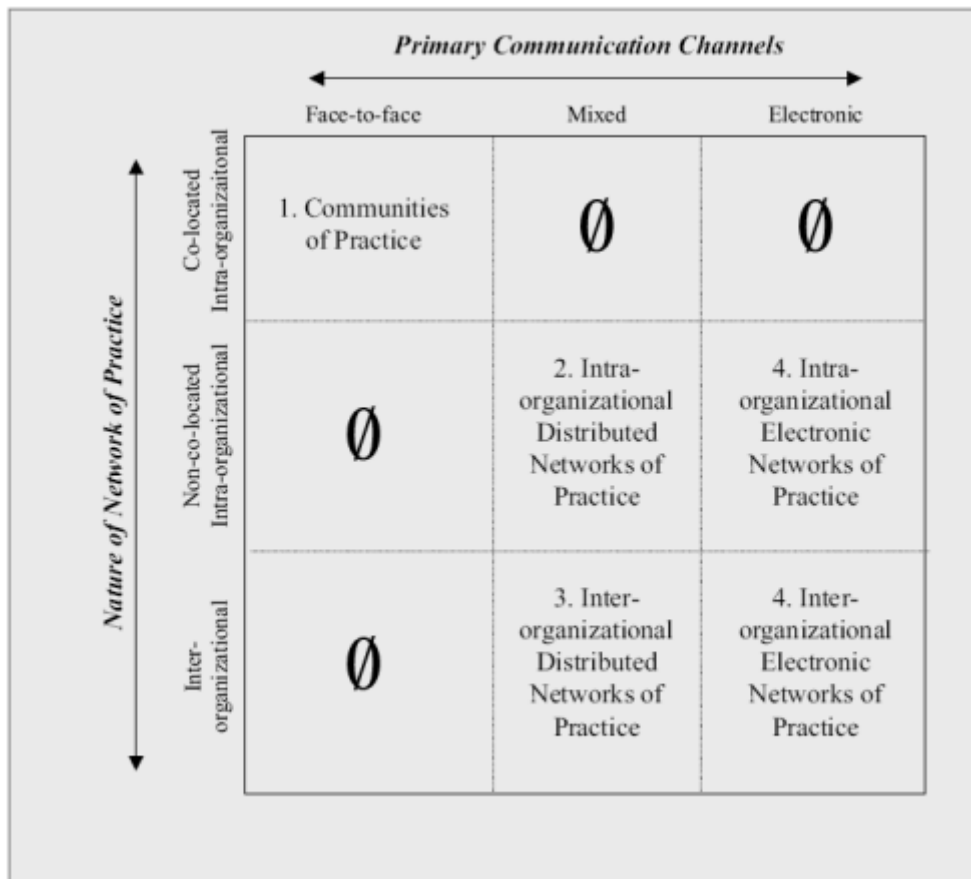 Primary Communication Channels
Face-to-face
Mixed
Electronic
Nature of Network of Practice
Co-located
Intra-organizaitonal
1. Communities
of Practice
Ø
Ø
Non-co-located
Intra-organizational
Ø
2. Intra-
organizational
Distributed
Networks of
Practice
4. Intra-
organizational
Electronic
Networks of
Practice
Inter-
organizational
Ø
3. Inter-
organizational
Distributed
Networks of
Practice
4. Inter-
organizational
Electronic
Networks of
Practice